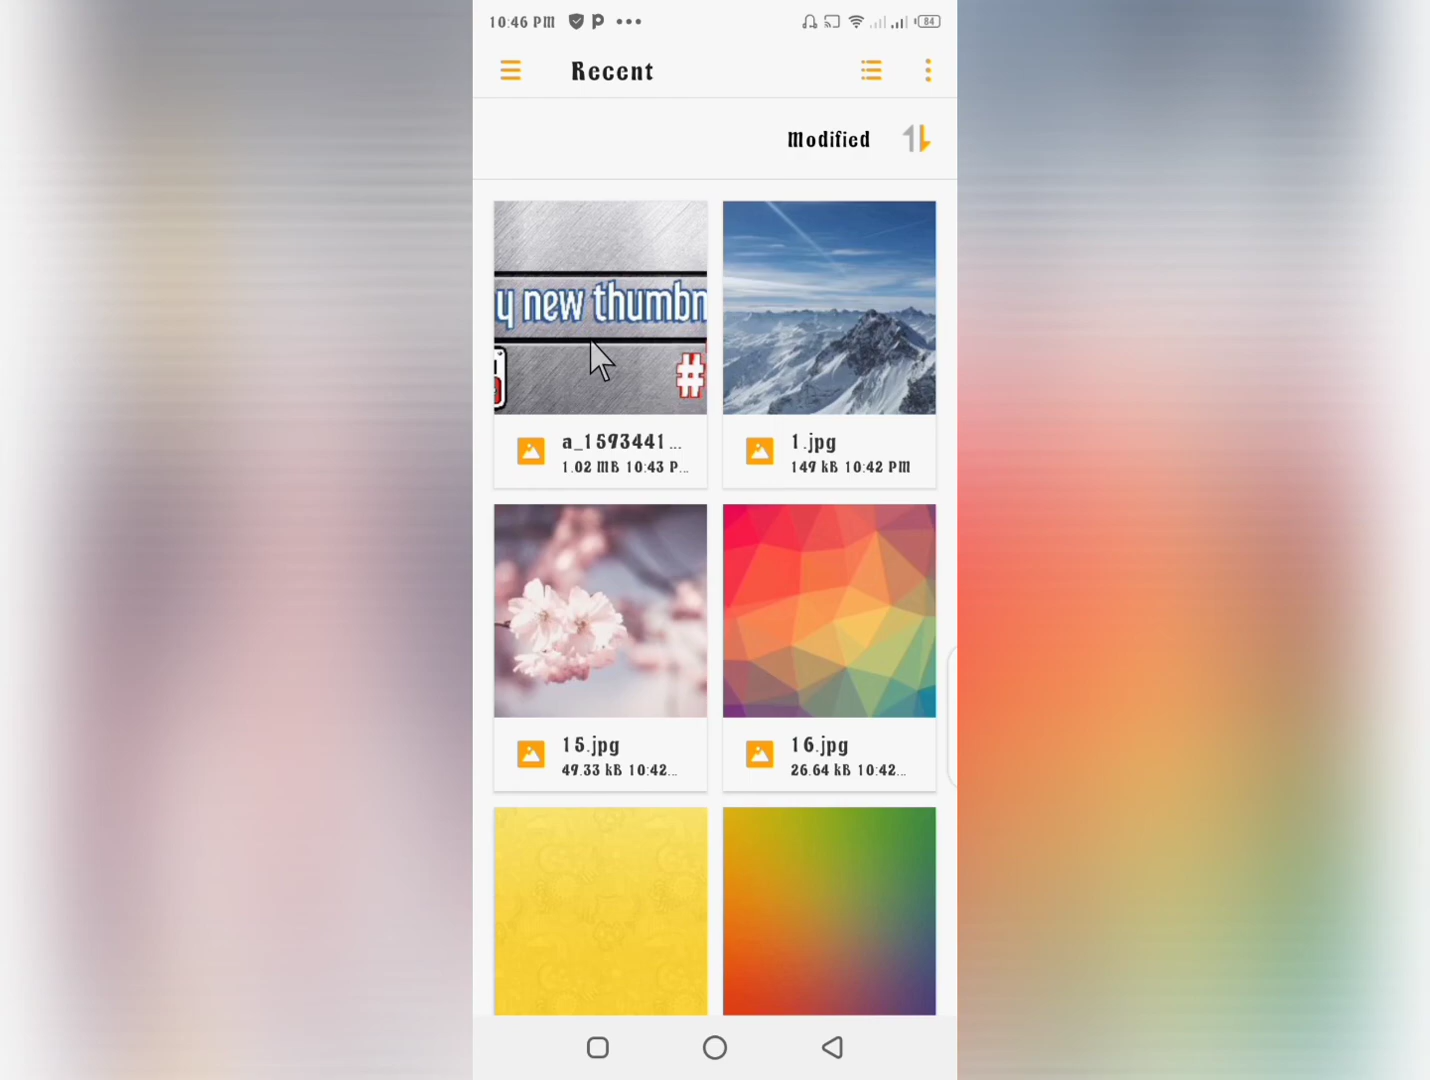 10:46 PM
84
Recent
Modified
y new thumbn
#
a_1593441...
1.02 MB 10:43 P...
1.jpg
149 kB 10:42 PM
15.jpg
49.33 kB 10:42...
16.jpg
26.64 kB 10:42...